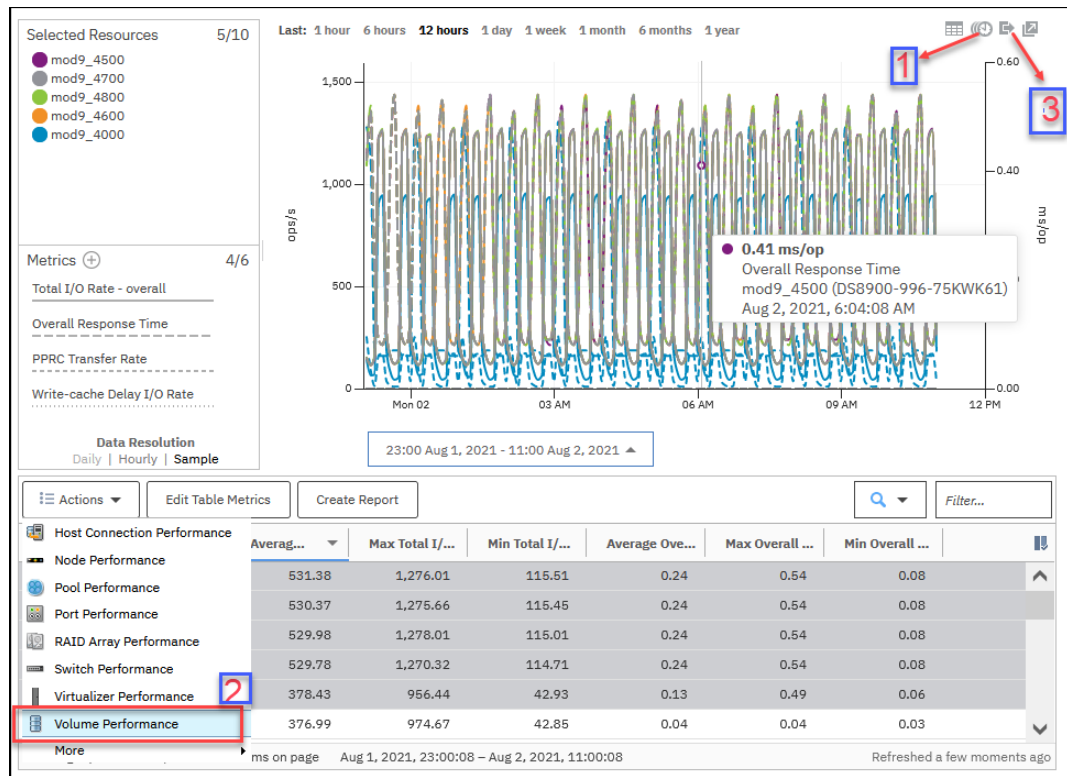 Selected Resources 5/10
mod9_4500
mod9_4700
mod9_4800
mod9_4600
mod9_4000
Metrics 4/6
Total I/O Rate - overall
Overall Response Time
PPRC Transfer Rate
Write-cache Delay I/O Rate
Data Resolution
Daily | Hourly | Sample
Last: 1 hour 6 hours 12 hours 1 day 1 week 1 month 6 months 1 year
1
3
1,500
1,000
500
0
ops/s
0.60
0.40
0.00
ms/op
Mon 02 03 AM 06 AM 09 AM 12 PM
0.41 ms/op
Overall Response Time
mod9_4500 (DS8900-996-75KWK61)
Aug 2, 2021, 6:04:08 AM
23:00 Aug 1, 2021 - 11:00 Aug 2, 2021
Actions Edit Table Metrics Create Report Filter...
Host Connection Performance
Node Performance
Pool Performance
Port Performance
RAID Array Performance
Switch Performance
Virtualizer Performance
2
Volume Performance
More
Averag... Max Total I/... Min Total I/... Average Ove... Max Overall ... Min Overall ...
531.38 1,276.01 115.51 0.24 0.54 0.08
530.37 1,275.66 115.45 0.24 0.54 0.08
529.98 1,278.01 115.01 0.24 0.54 0.08
529.78 1,270.32 114.71 0.24 0.54 0.08
378.43 956.44 42.93 0.13 0.49 0.06
376.99 974.67 42.85 0.04 0.04 0.03
ms on page Aug 1, 2021, 23:00:08 – Aug 2, 2021, 11:00:08 Refreshed a few moments ago